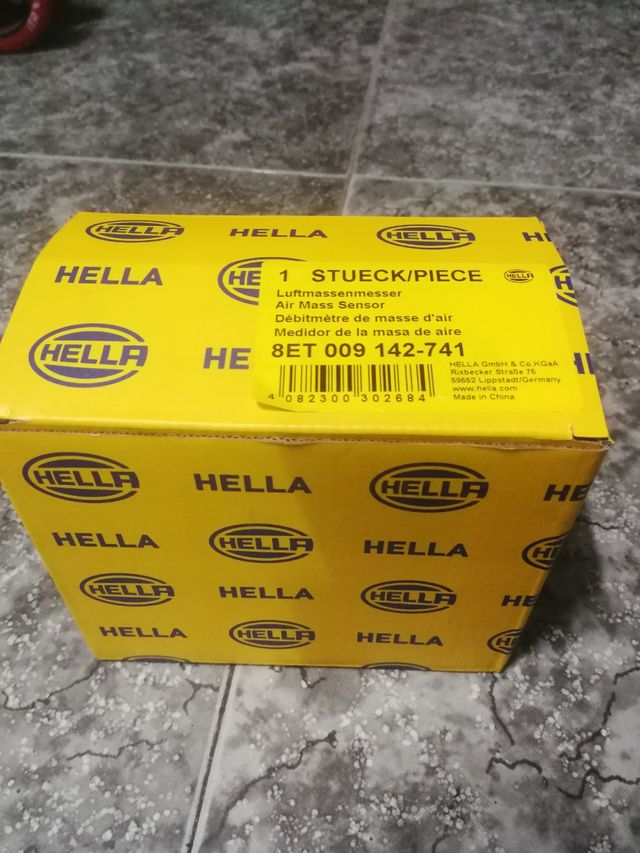 HELLA HELLA HELLA
HELLA
1 STUECK/PIECE HELLA
Luftmassenmesser
Air Mass Sensor
Débitmètre de masse d'air
Medidor de la masa de aire
8ET 009 142-741
HELLA GmbH & Co.KGaA
Rixbecker Straße 75
59552 Lippstadt/Germany
www.hella.com
Made in China
4 082300 302684
HELLA
HELLA HELLA HELLA
HELLA HELLA HELLA
HELLA HELLA HELLA
HELLA HELLA HELLA